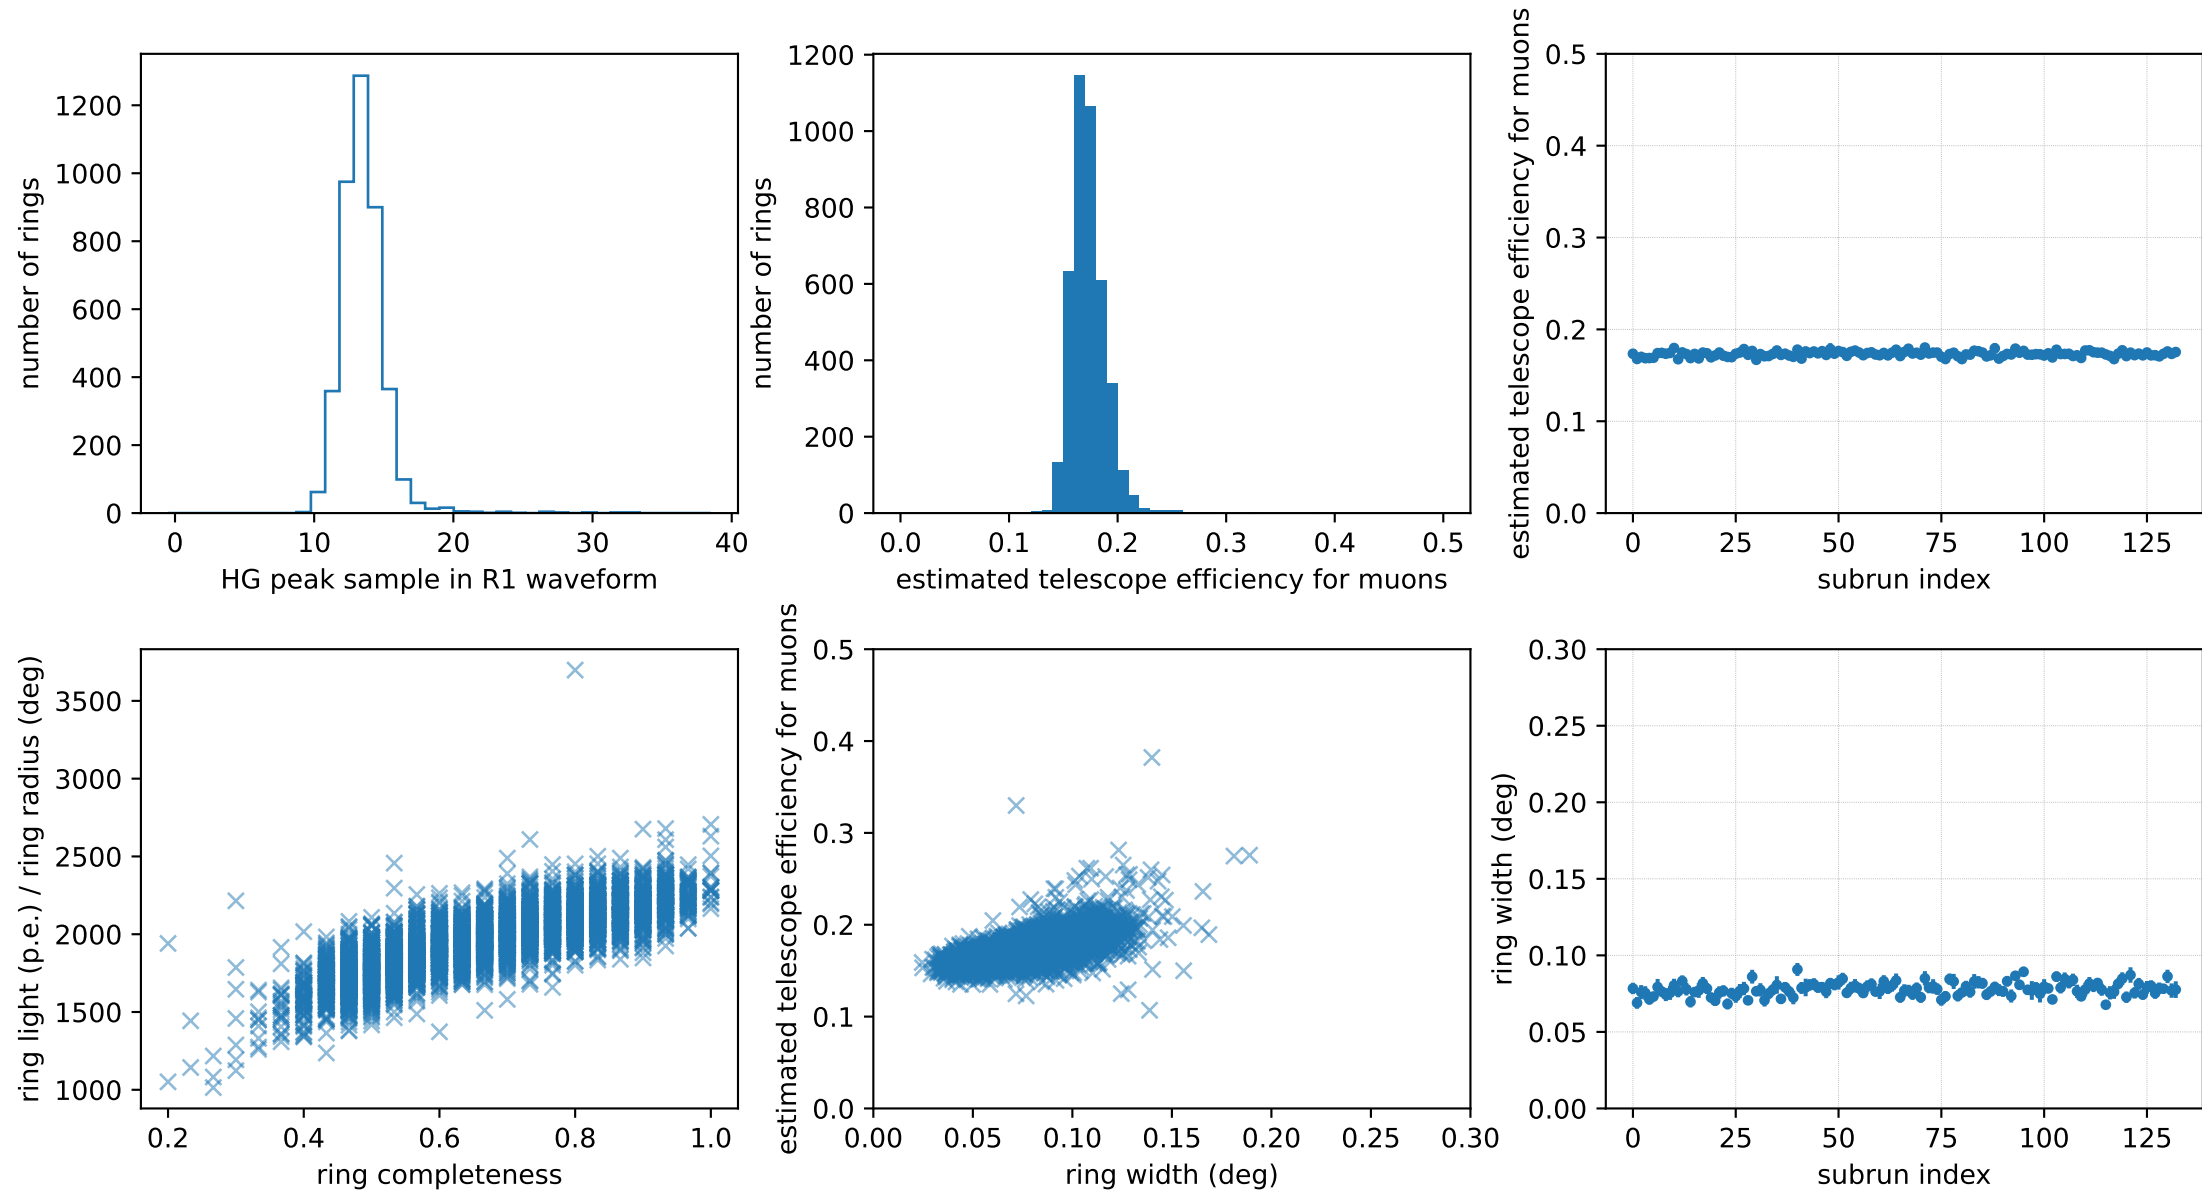 number of rings
1200
1000
800
600
400
200
0
0 10 20 30 40
HG peak sample in R1 waveform
number of rings
1200
1000
800
600
400
200
0
0.0 0.1 0.2 0.3 0.4 0.5
estimated telescope efficiency for muons
estimated telescope efficiency for muons
0.5
0.4
0.3
0.2
0.1
0.0
0 25 50 75 100 125
subrun index
ring light (p.e.) / ring radius (deg)
3500
3000
2500
2000
1500
1000
0.2 0.4 0.6 0.8 1.0
ring completeness
estimated telescope efficiency for muons
0.5
0.4
0.3
0.2
0.1
0.0
0.00 0.05 0.10 0.15 0.20 0.25 0.30
ring width (deg)
ring width (deg)
0.30
0.25
0.20
0.15
0.10
0.05
0.00
0 25 50 75 100 125
subrun index